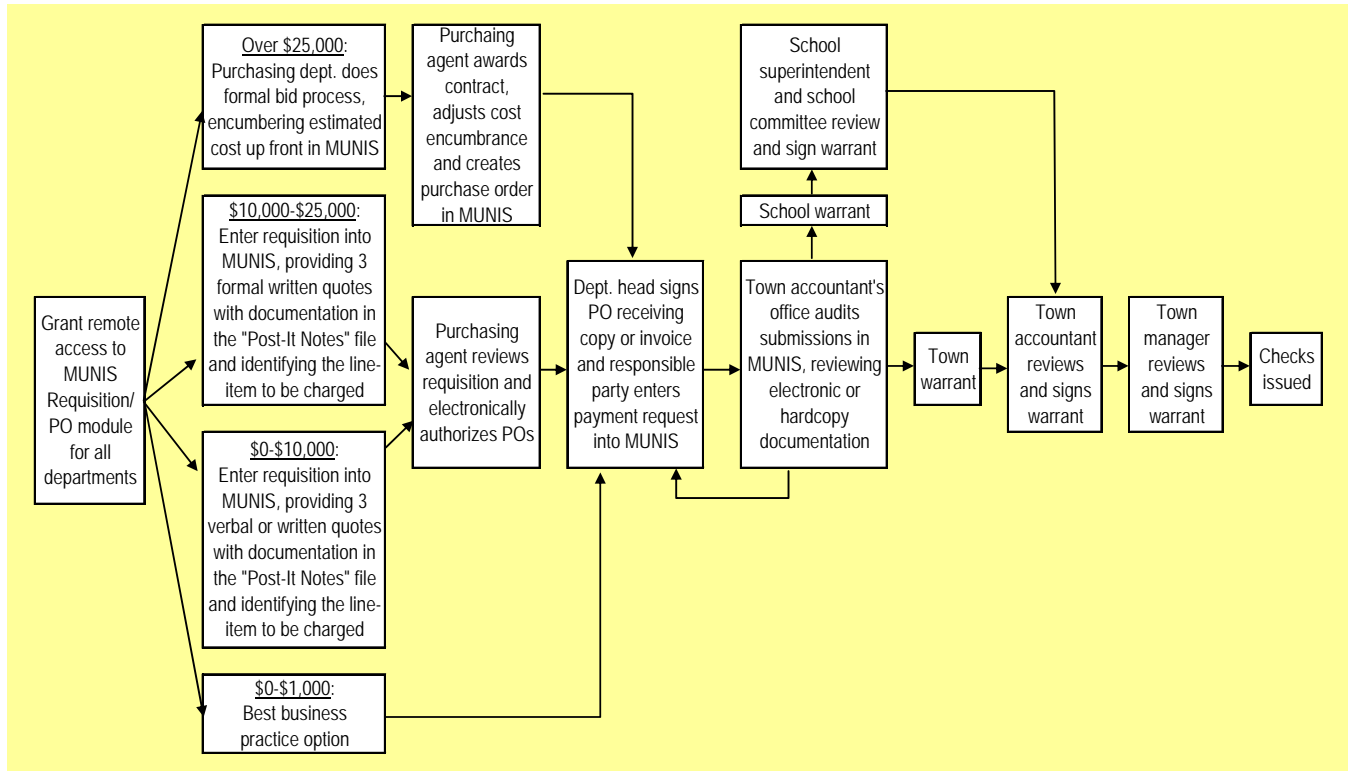 Over $25,000:
Purchasing dept. does
formal bid process,
encumbering estimated
cost up front in MUNIS
Purchaing
agent awards
contract,
adjusts cost
encumbrance
and creates
purchase order
in MUNIS
School
superintendent
and school
committee review
and sign warrant
School warrant
$10,000-$25,000:
Enter requisition into
MUNIS, providing 3
formal written quotes
with documentation in
the "Post-It Notes" file
and identifying the line-
item to be charged
Grant remote
access to
MUNIS
Requisition/
PO module
for all
departments
$0-$10,000:
Enter requisition into
MUNIS, providing 3
verbal or written quotes
with documentation in
the "Post-It Notes" file
and identifying the line-
item to be charged
$0-$1,000:
Best business
practice option
Purchasing
agent reviews
requisition and
electronically
authorizes POs
Dept. head signs
PO receiving
copy or invoice
and responsible
party enters
payment request
into MUNIS
Town accountant's
office audits
submissions in
MUNIS, reviewing
electronic or
hardcopy
documentation
Town
warrant
Town
accountant
reviews
and signs
warrant
Town
manager
reviews
and signs
warrant
Checks
issued